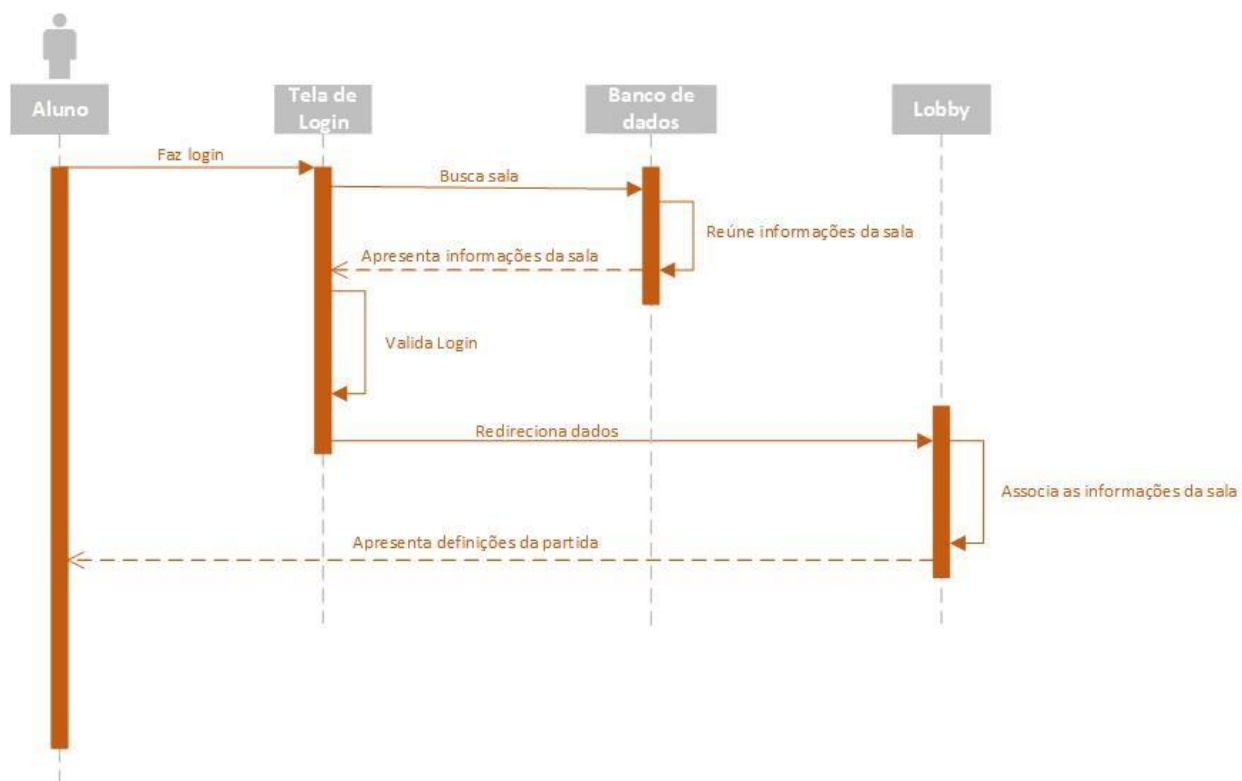 Aluno
Tela de
Login
Banco de
dados
Lobby
Faz login
Busca sala
Reúne informações da sala
Apresenta informações da sala
Valida Login
Redireciona dados
Associa as informações da sala
Apresenta definições da partida